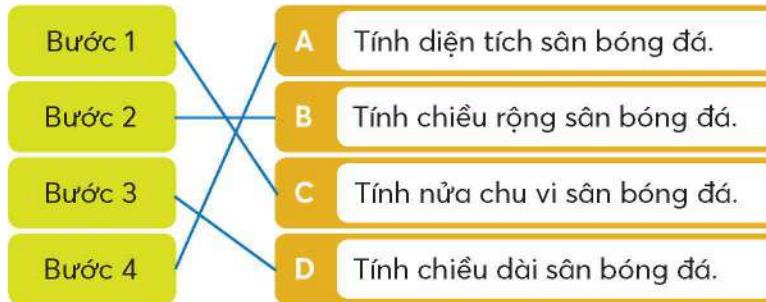 Bước 1 A Tính diện tích sân bóng đá.
Bước 2 B Tính chiều rộng sân bóng đá.
Bước 3 C Tính nửa chu vi sân bóng đá.
Bước 4 D Tính chiều dài sân bóng đá.